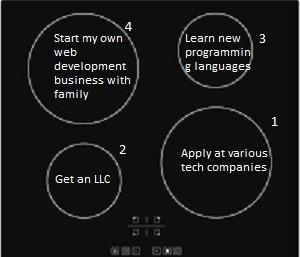 4
Start my own
web
development
business with
family
3
Learn new
programmin
g languages
2
Get an LLC
1
Apply at various
tech companies